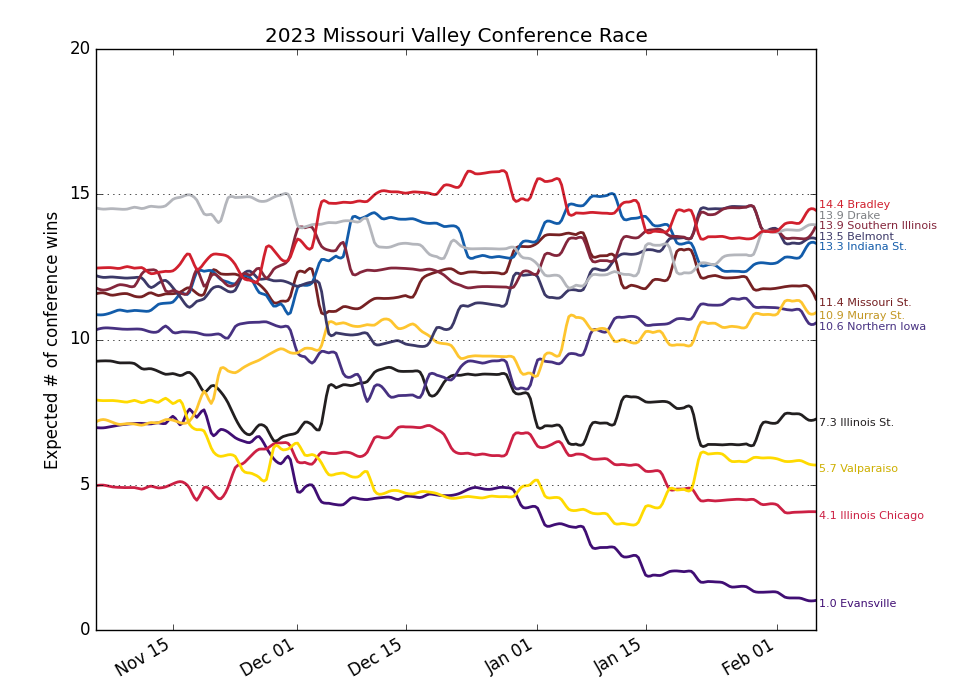 2023 Missouri Valley Conference Race
Expected # of conference wins
20
15
10
5
0
Nov 15
Dec 01
Dec 15
Jan 01
Jan 15
Feb 01
14.4 Bradley
13.9 Drake
13.9 Southern Illinois
13.5 Belmont
13.3 Indiana St.
11.4 Missouri St.
10.9 Murray St.
10.6 Northern Iowa
7.3 Illinois St.
5.7 Valparaiso
4.1 Illinois Chicago
1.0 Evansville